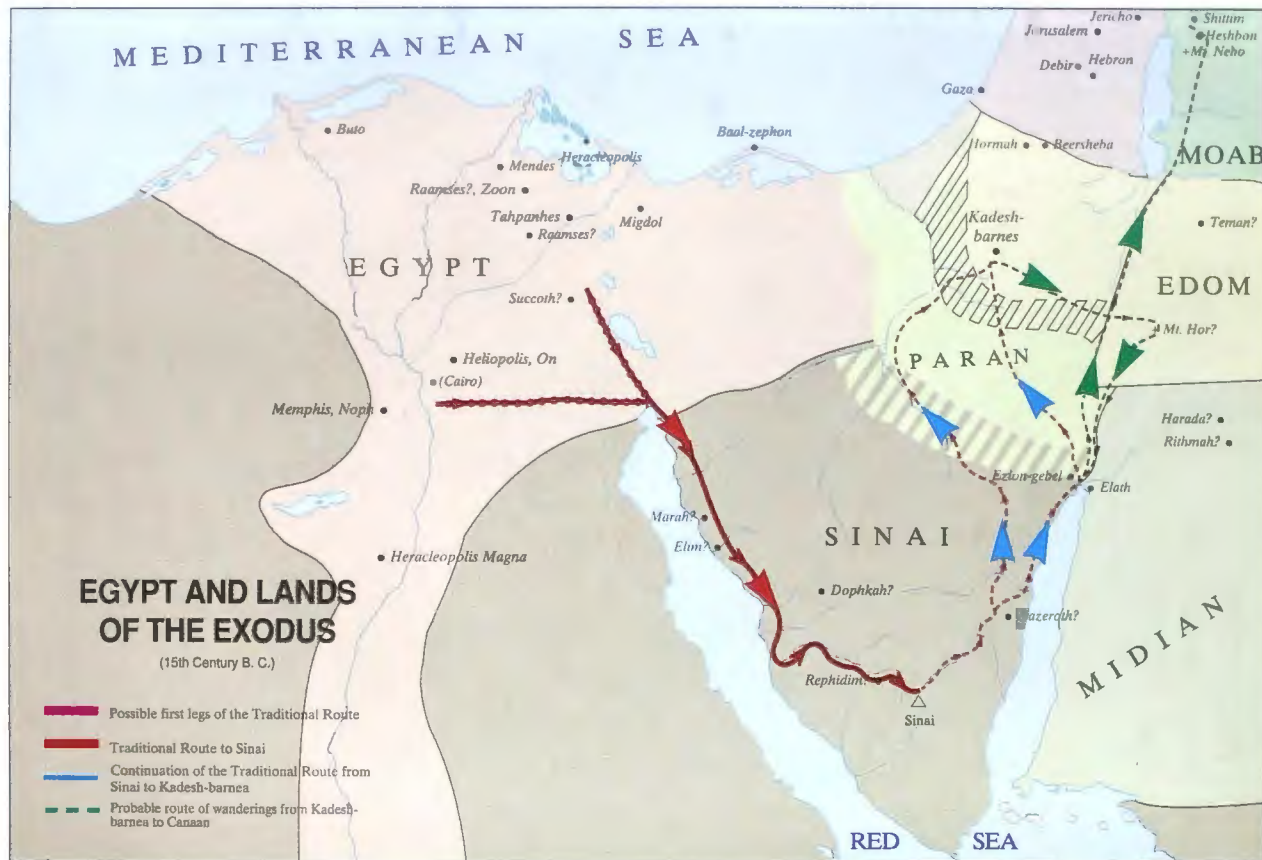 MEDITERRANEAN SEA
Jericho
Shittim
Jerusalem
Heshbon
+Mt. Nebo
Debir
Hebron
Gaza
Buto
Heracleopolis
Baal-zephon
Mendes
Hormah
Beersheba
MOAB
Raamses?, Zoon
Tahpanhes
Migdol
Raamses?
Kadesh-
barnes
Teman?
EGYPT
EDOM
Succoth?
Mt. Hor?
Heliopolis, On
PARAN
(Cairo)
Memphis, Noph
Harada?
Rithmah?
Ezion-gebel
Elath
Marah?
SINAI
Elim?
Heracleopolis Magna
Dophkah?
EGYPT AND LANDS
OF THE EXODUS
(15th Century B. C.)
Hazeroth?
MIDIAN
Rephidim?
Sinai
Possible first legs of the Traditional Route
Traditional Route to Sinai
Continuation of the Traditional Route from
Sinai to Kadesh-barnea
Probable route of wanderings from Kadesh-
barnea to Canaan
RED SEA